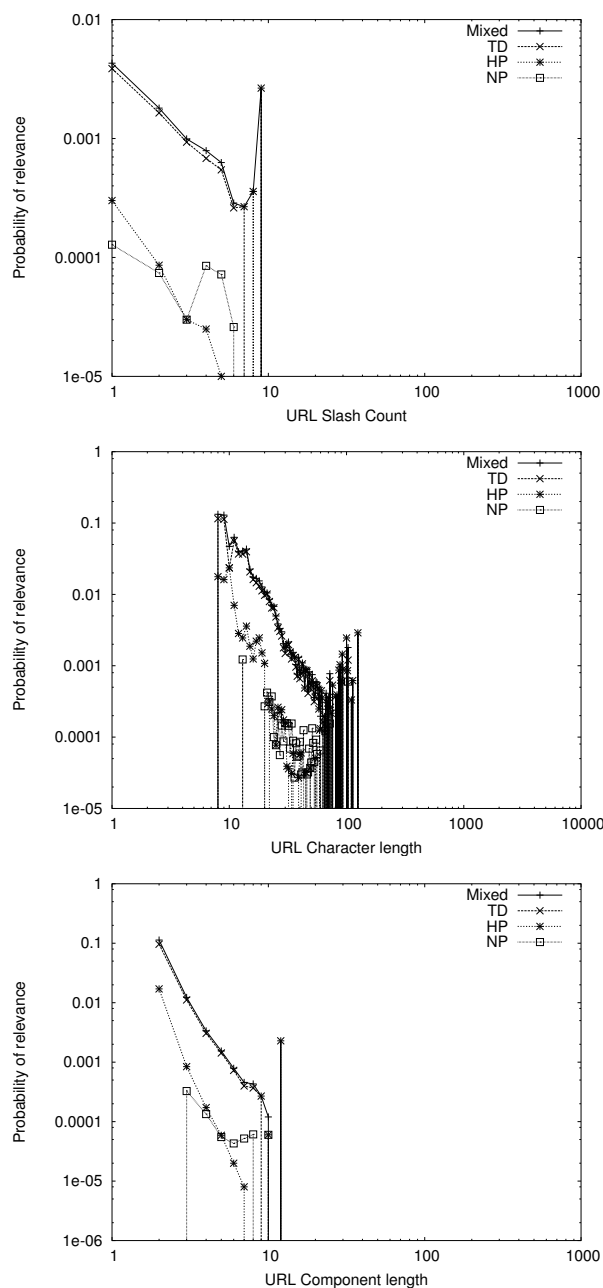 0.01
0.001
0.0001
1e-05
1
10
100
1000
Probability of relevance
URL Slash Count
Mixed
TD
HP
NP
1
0.1
0.01
0.001
0.0001
1e-05
1
10
100
1000
10000
Probability of relevance
URL Character length
Mixed
TD
HP
NP
1
0.1
0.01
0.001
0.0001
1e-05
1e-06
1
10
100
1000
Probability of relevance
URL Component length
Mixed
TD
HP
NP